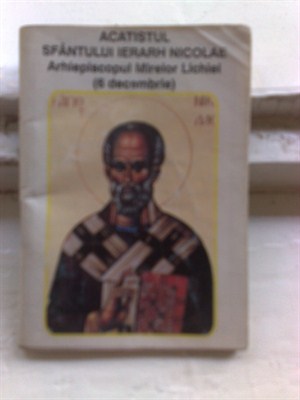 ACATISTUL
SFÂNTULUI IERARH NICOLAE
Arhiepiscopul Mirelor Lichiei
(6 decembrie)